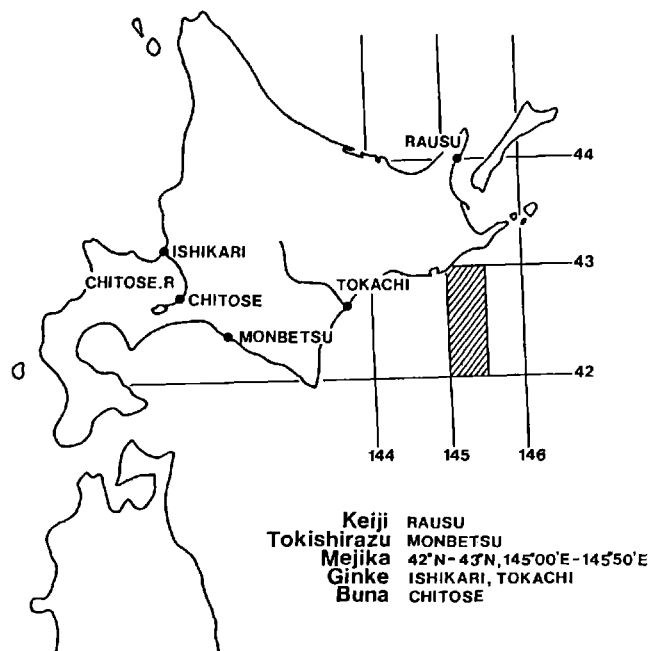 RAUSU
44
ISHIKARI
43
CHITOSE.R
TOKACHI
CHITOSE
MONBETSU
42
144 145 146
Keiji RAUSU
Tokishirazu MONBETSU
Mejika 42°N-43°N,145°00'E-145°50'E
Ginke ISHIKARI, TOKACHI
Buna CHITOSE